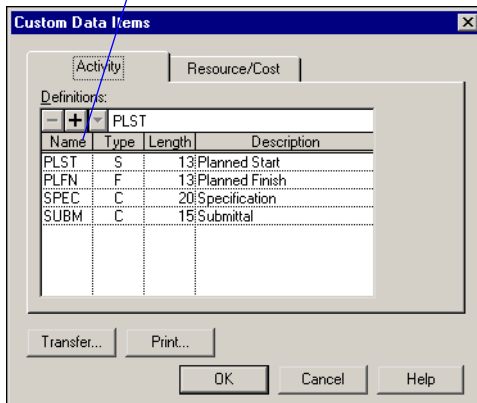 Custom Data Items
Activity Resource/Cost
Definitions:
PLST
Name Type Length Description
PLST S 13 Planned Start
PLFN F 13 Planned Finish
SPEC C 20 Specification
SUBM C 15 Submittal
Transfer... Print...
OK Cancel Help